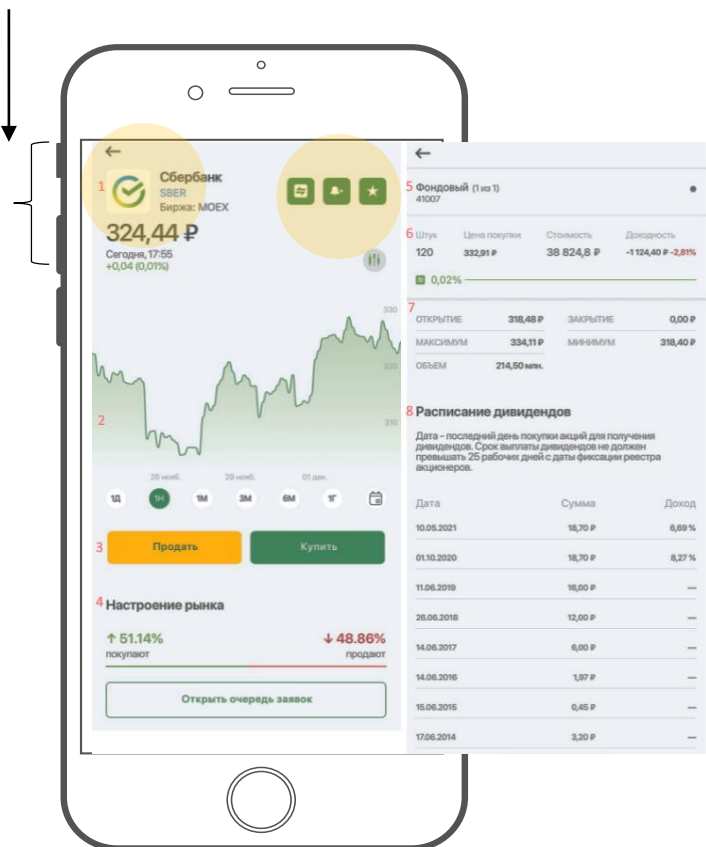 1
Сбербанк
SBER
Биржа: MOEX
324,44 ₽
Сегодня, 17:55
+0,04 (0,01%)
330
320
2
310
28 нояб. 29 нояб. 01 дек.
1Д 1Н 1М 3М 6М 1Г
3
Продать Купить
4 Настроение рынка
↑ 51.14% ↓ 48.86%
покупают продают
Открыть очередь заявок
5 Фондовый (1 из 1)
41007
6 Штук Цена покупки Стоимость Доходность
120 332,91 ₽ 38 824,8 ₽ -1 124,40 ₽ -2,81%
0,02%
7
ОТКРЫТИЕ 318,48 ₽ ЗАКРЫТИЕ 0,00 ₽
МАКСИМУМ 334,11 ₽ МИНИМУМ 318,40 ₽
ОБЪЕМ 214,50 млн.
8 Расписание дивидендов
Дата – последний день покупки акций для получения
дивидендов. Срок выплаты дивидендов не должен
превышать 25 рабочих дней с даты фиксации реестра
акционеров.
Дата Сумма Доход
10.05.2021 18,70 ₽ 6,69 %
01.10.2020 18,70 ₽ 8,27 %
11.06.2019 16,00 ₽ —
26.06.2018 12,00 ₽ —
14.06.2017 6,00 ₽ —
14.06.2016 1,97 ₽ —
15.06.2015 0,45 ₽ —
17.06.2014 3,20 ₽ —